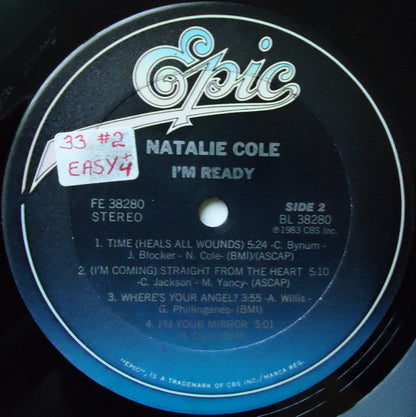 Epic
NATALIE COLE
I'M READY
33 #2
EASY +4
FE 38280
STEREO
SIDE 2
BL 38280
℗1983 CBS Inc.
1. TIME (HEALS ALL WOUNDS) 5:24 -C. Bynum -
J. Blocker - N. Cole- (BMI)/(ASCAP)
2. (I'M COMING) STRAIGHT FROM THE HEART 5:10
-C. Jackson - M. Yancy- (ASCAP)
3. WHERE'S YOUR ANGEL? 3:55 -A. Willis -
G. Phillinganes- (BMI)
4. I'M YOUR MIRROR 5:01
-N. Cole- (BMI)
"EPIC", IS A TRADEMARK OF CBS INC./MARCA REG.